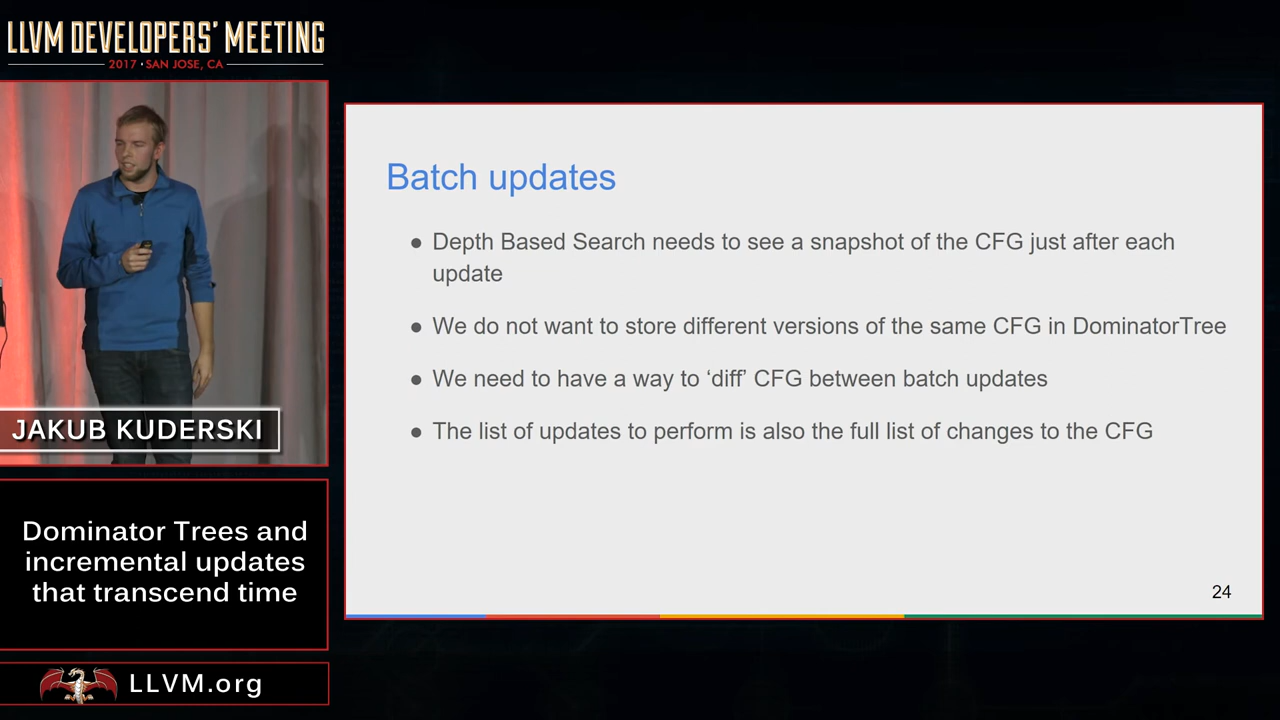 LLVM DEVELOPERS' MEETING
2017 · SAN JOSE, CA
JAKUB KUDERSKI
Dominator Trees and
incremental updates
that transcend time
LLVM.org
Batch updates
● Depth Based Search needs to see a snapshot of the CFG just after each
update
● We do not want to store different versions of the same CFG in DominatorTree
● We need to have a way to ‘diff’ CFG between batch updates
● The list of updates to perform is also the full list of changes to the CFG
24